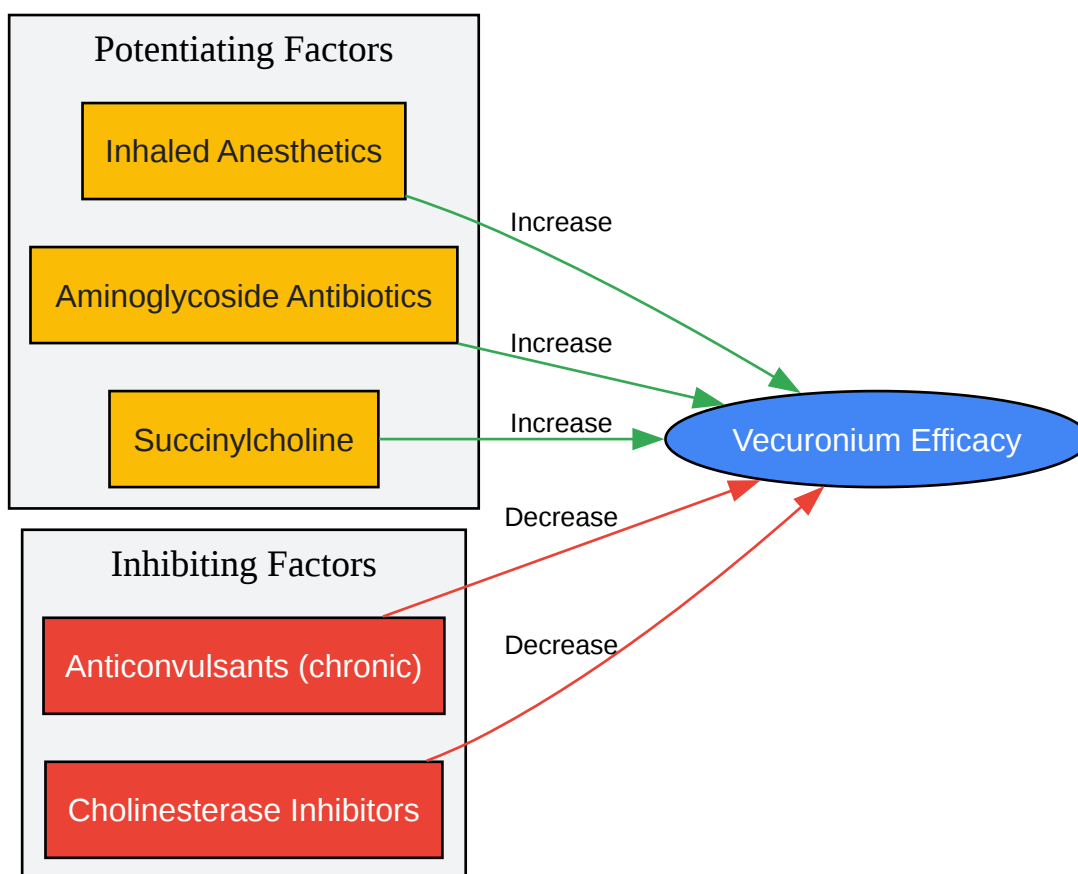 Potentiating Factors
Inhaled Anesthetics
Increase
Aminoglycoside Antibiotics
Increase
Succinylcholine
Increase
Vecuronium Efficacy
Inhibiting Factors
Decrease
Anticonvulsants (chronic)
Decrease
Cholinesterase Inhibitors